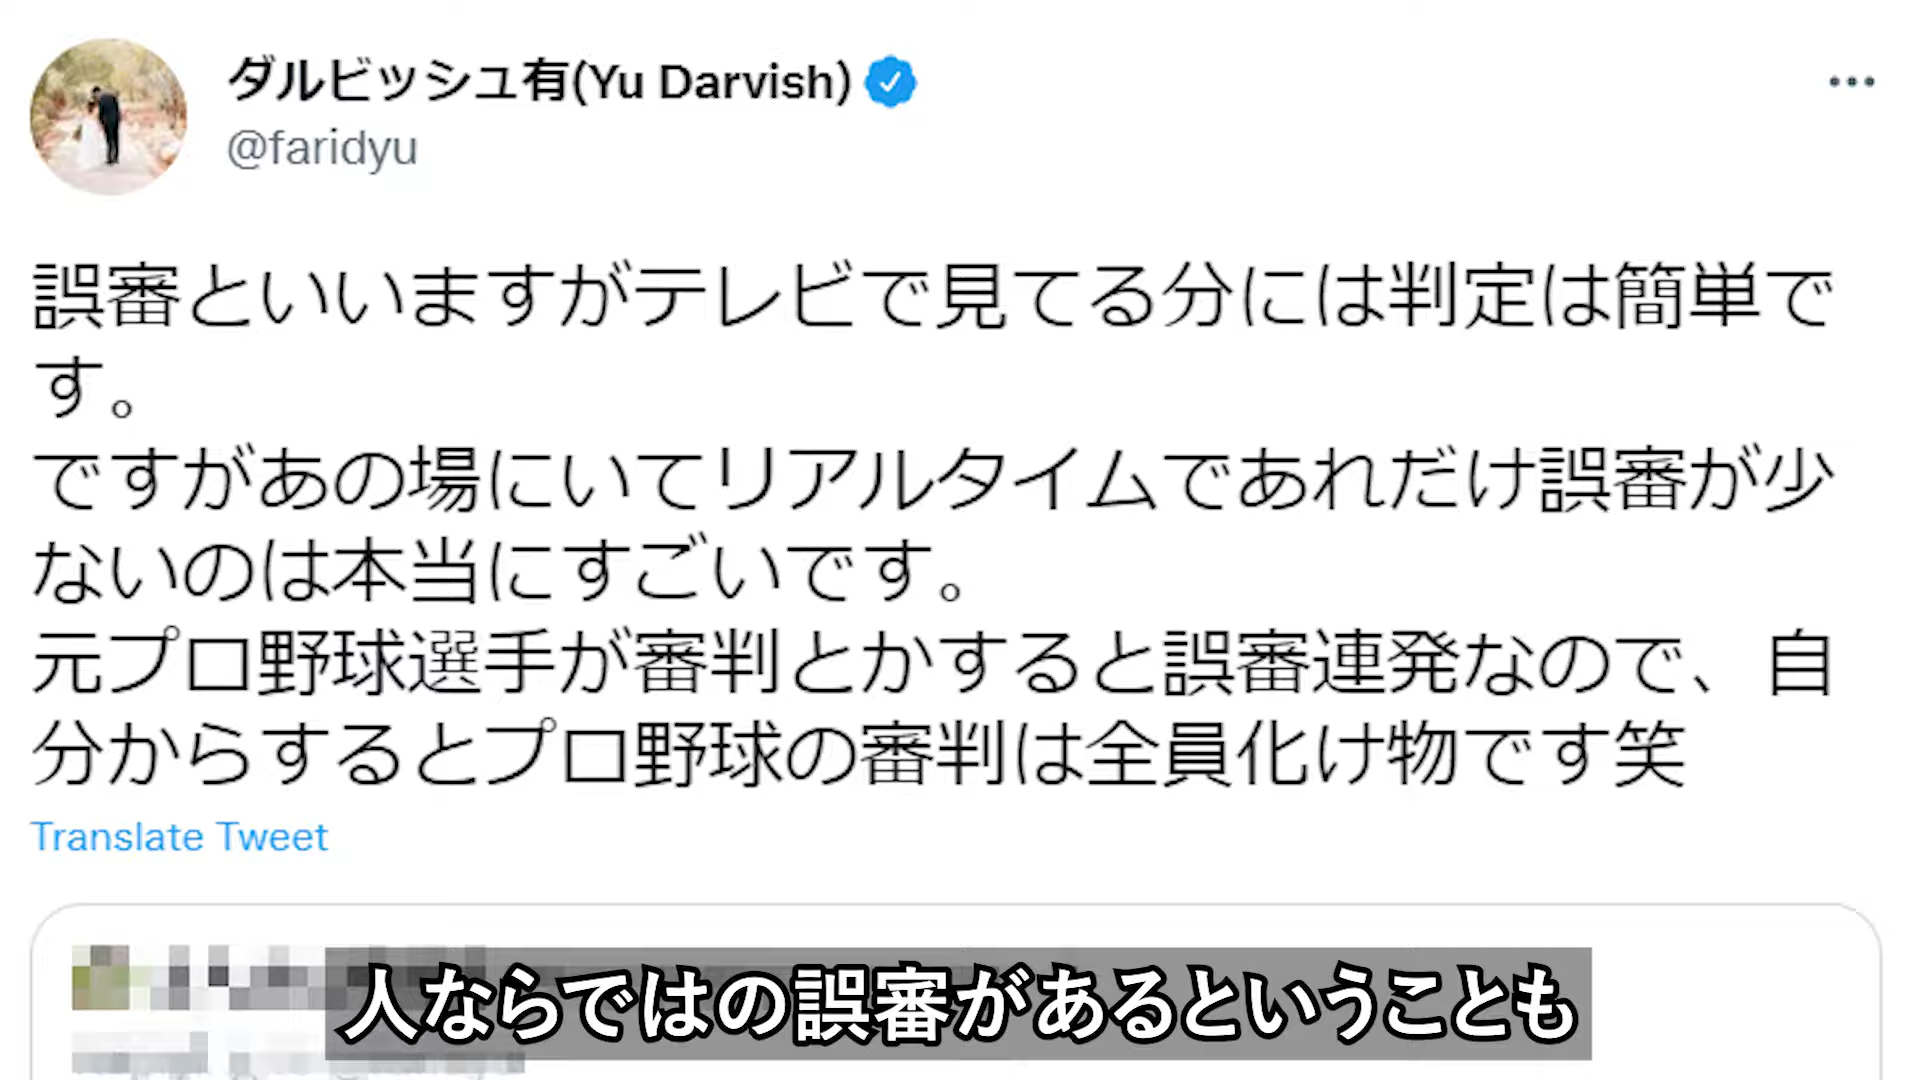 ダルビッシュ有(Yu Darvish)
@faridyu
誤審といいますがテレビで見てる分には判定は簡単で
す。
ですがあの場にいてリアルタイムであれだけ誤審が少
ないのは本当にすごいです。
元プロ野球選手が審判とかすると誤審連発なので、自
分からするとプロ野球の審判は全員化け物です笑
Translate Tweet
人ならではの誤審があるということも